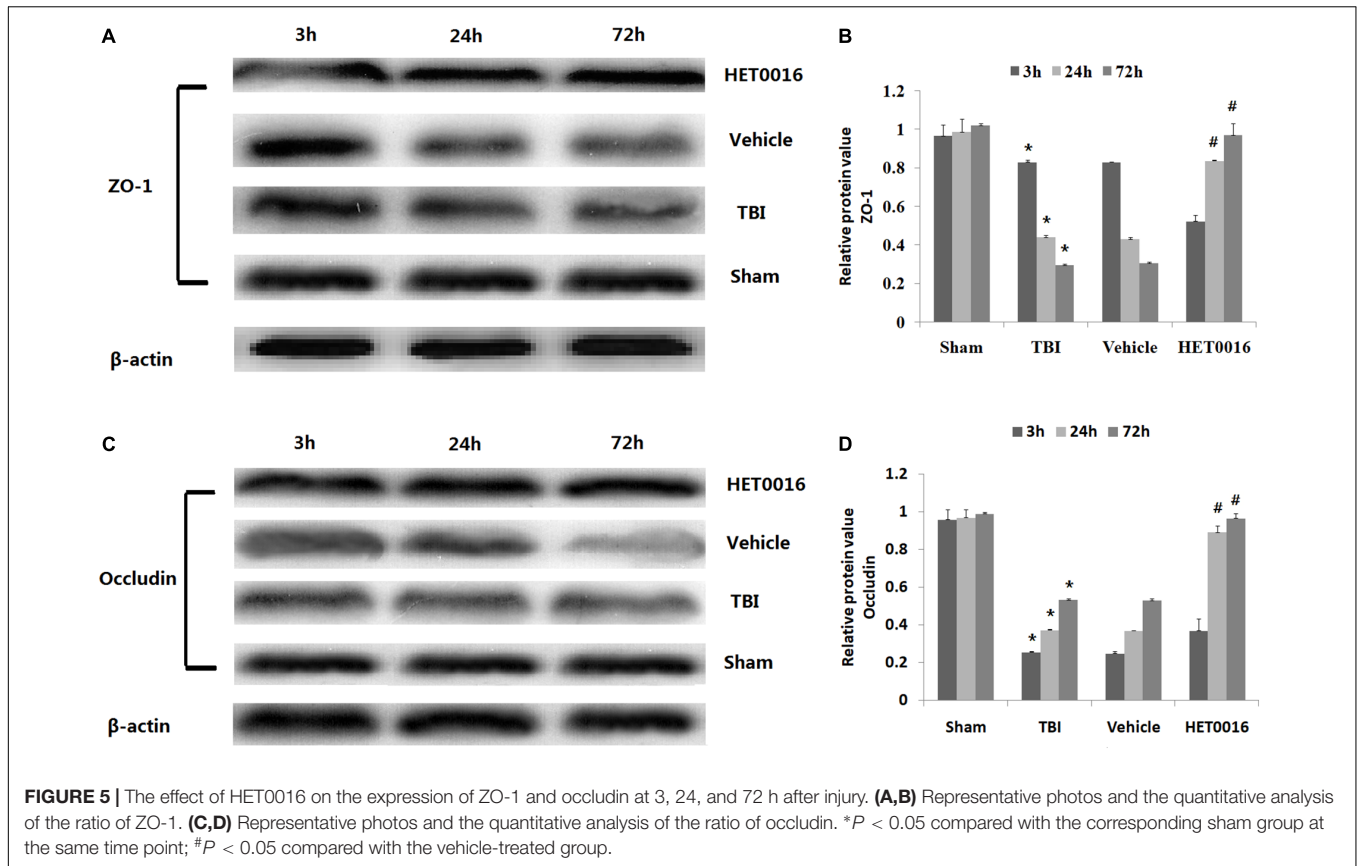 A
3h 24h 72h
HET0016
Vehicle
ZO-1
TBI
Sham
β-actin
B
3h 24h 72h
1.2
1
0.8
0.6
0.4
0.2
0
Relative protein value
ZO-1
* * * # #
Sham TBI Vehicle HET0016
C
3h 24h 72h
HET0016
Vehicle
Occludin
TBI
Sham
β-actin
D
3h 24h 72h
1.2
1
0.8
0.6
0.4
0.2
0
Relative protein value
Occludin
* * * # #
Sham TBI Vehicle HET0016
FIGURE 5 | The effect of HET0016 on the expression of ZO-1 and occludin at 3, 24, and 72 h after injury. (A,B) Representative photos and the quantitative analysis
of the ratio of ZO-1. (C,D) Representative photos and the quantitative analysis of the ratio of occludin. *P < 0.05 compared with the corresponding sham group at
the same time point; #P < 0.05 compared with the vehicle-treated group.